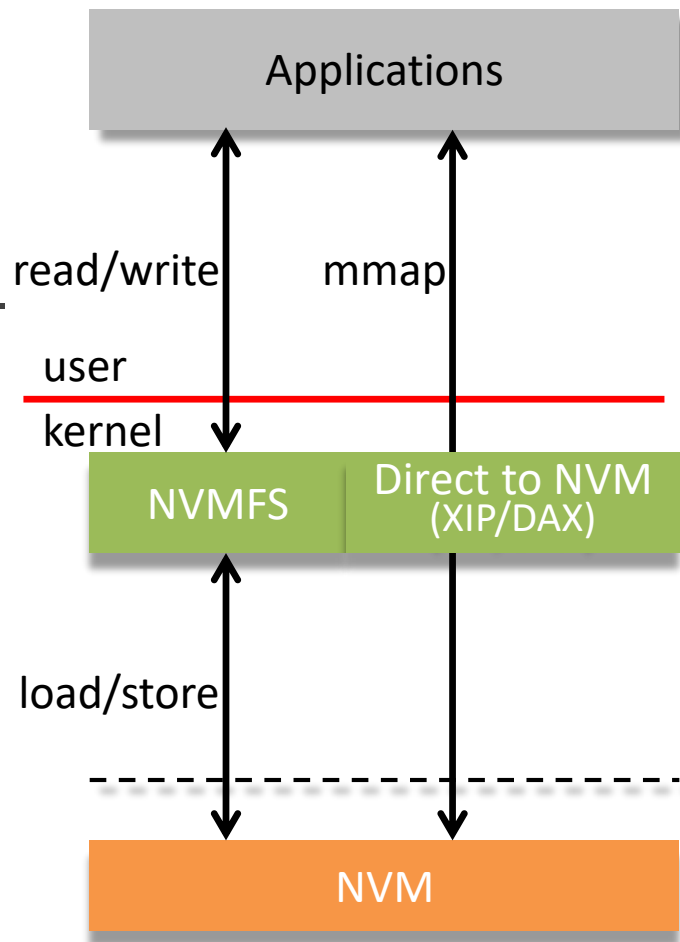 Applications
read/write
mmap
user
kernel
NVMFS
Direct to NVM
(XIP/DAX)
load/store
NVM